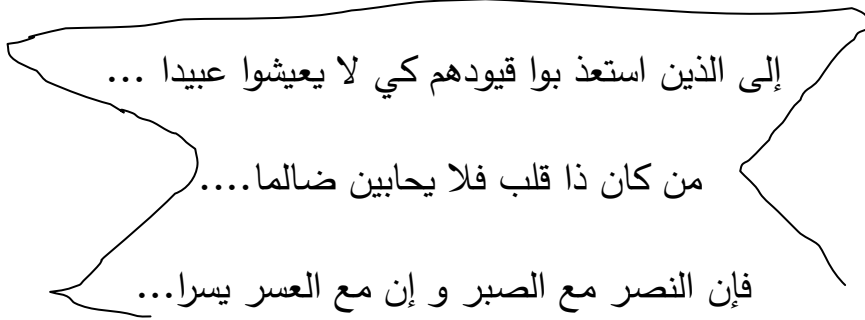 إلى الذين استعذ بوا قيودهم كي لا يعيشوا عبيدا ...
من كان ذا قلب فلا يحابين ضالما....
فإن النصر مع الصبر و إن مع العسر يسرا...